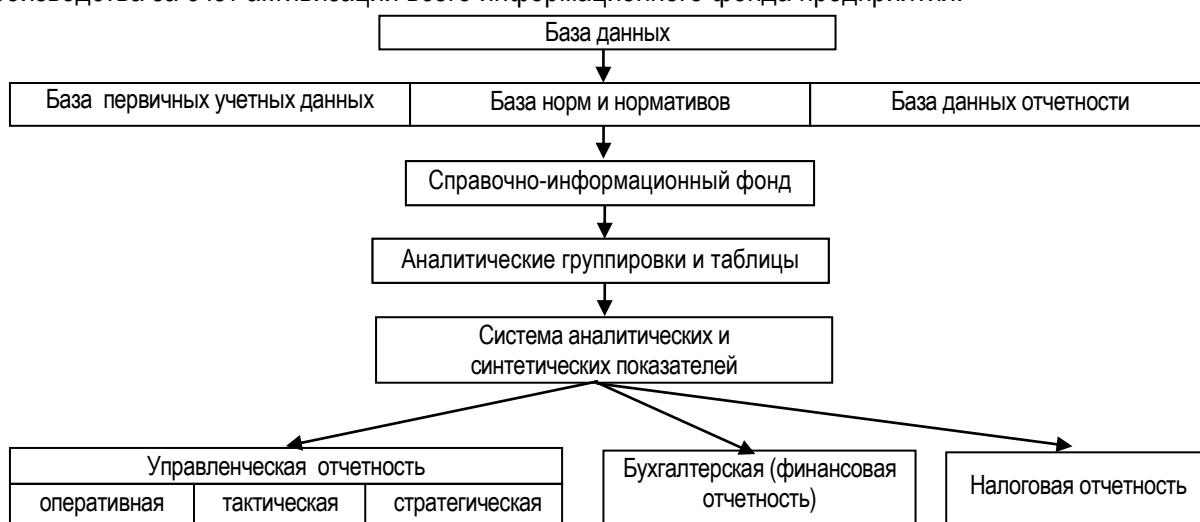 База данных
База первичных учетных данных
База норм и нормативов
База данных отчетности
Справочно-информационный фонд
Аналитические группировки и таблицы
Система аналитических и
синтетических показателей
Управленческая отчетность
оперативная
тактическая
стратегическая
Бухгалтерская (финансовая
отчетность)
Налоговая отчетность